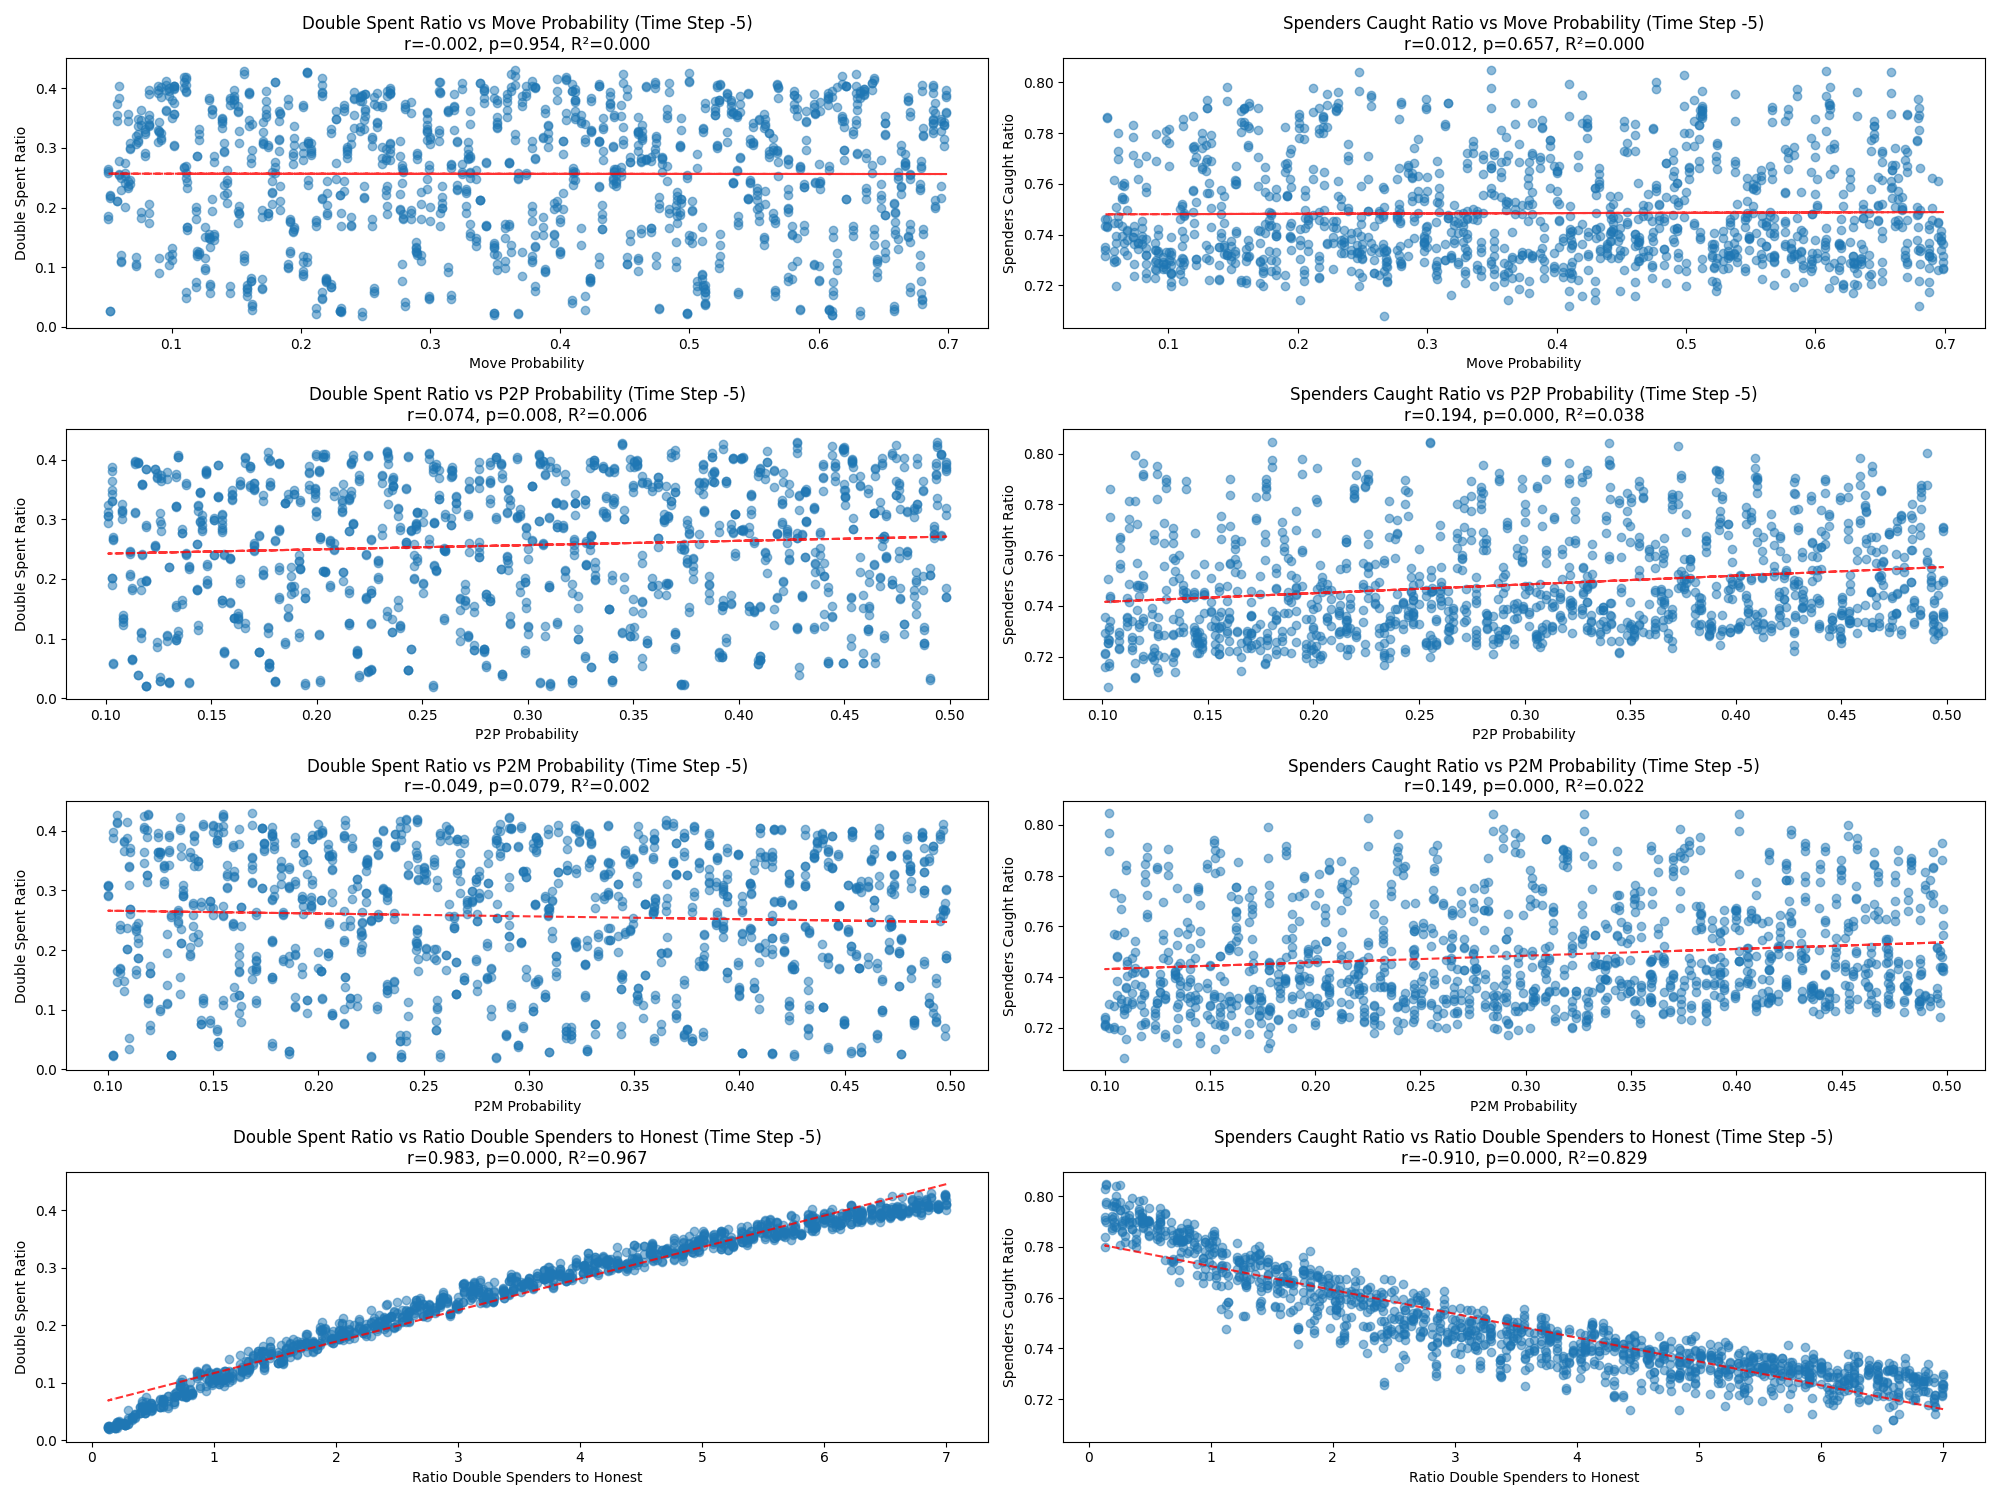 Double Spent Ratio vs Move Probability (Time Step -5)
r=-0.002, p=0.954, R²=0.000
Double Spent Ratio
0.4
0.3
0.2
0.1
0.0
0.1 0.2 0.3 0.4 0.5 0.6 0.7
Move Probability
Spenders Caught Ratio vs Move Probability (Time Step -5)
r=0.012, p=0.657, R²=0.000
Spenders Caught Ratio
0.80
0.78
0.76
0.74
0.72
0.1 0.2 0.3 0.4 0.5 0.6 0.7
Move Probability
Double Spent Ratio vs P2P Probability (Time Step -5)
r=0.074, p=0.008, R²=0.006
Double Spent Ratio
0.4
0.3
0.2
0.1
0.0
0.10 0.15 0.20 0.25 0.30 0.35 0.40 0.45 0.50
P2P Probability
Spenders Caught Ratio vs P2P Probability (Time Step -5)
r=0.194, p=0.000, R²=0.038
Spenders Caught Ratio
0.80
0.78
0.76
0.74
0.72
0.10 0.15 0.20 0.25 0.30 0.35 0.40 0.45 0.50
P2P Probability
Double Spent Ratio vs P2M Probability (Time Step -5)
r=-0.049, p=0.079, R²=0.002
Double Spent Ratio
0.4
0.3
0.2
0.1
0.0
0.10 0.15 0.20 0.25 0.30 0.35 0.40 0.45 0.50
P2M Probability
Spenders Caught Ratio vs P2M Probability (Time Step -5)
r=0.149, p=0.000, R²=0.022
Spenders Caught Ratio
0.80
0.78
0.76
0.74
0.72
0.10 0.15 0.20 0.25 0.30 0.35 0.40 0.45 0.50
P2M Probability
Double Spent Ratio vs Ratio Double Spenders to Honest (Time Step -5)
r=0.983, p=0.000, R²=0.967
Double Spent Ratio
0.4
0.3
0.2
0.1
0.0
0 1 2 3 4 5 6 7
Ratio Double Spenders to Honest
Spenders Caught Ratio vs Ratio Double Spenders to Honest (Time Step -5)
r=-0.910, p=0.000, R²=0.829
Spenders Caught Ratio
0.80
0.78
0.76
0.74
0.72
0 1 2 3 4 5 6 7
Ratio Double Spenders to Honest